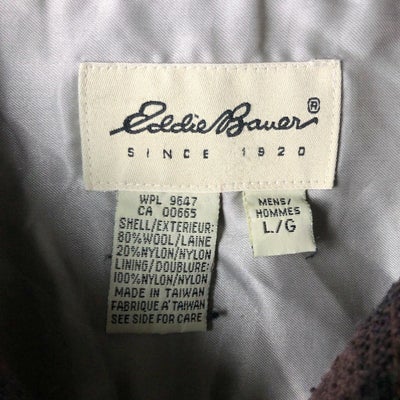 Eddie Bauer®
SINCE 1920
WPL 9647
CA 00665
SHELL/EXTERIEUR:
80%WOOL/LAINE
20%NYLON/NYLON
LINING/DOUBLURE:
100%NYLON/NYLON
MADE IN TAIWAN
FABRIQUE A'TAIWAN
SEE SIDE FOR CARE
MENS/
HOMMES
L/G